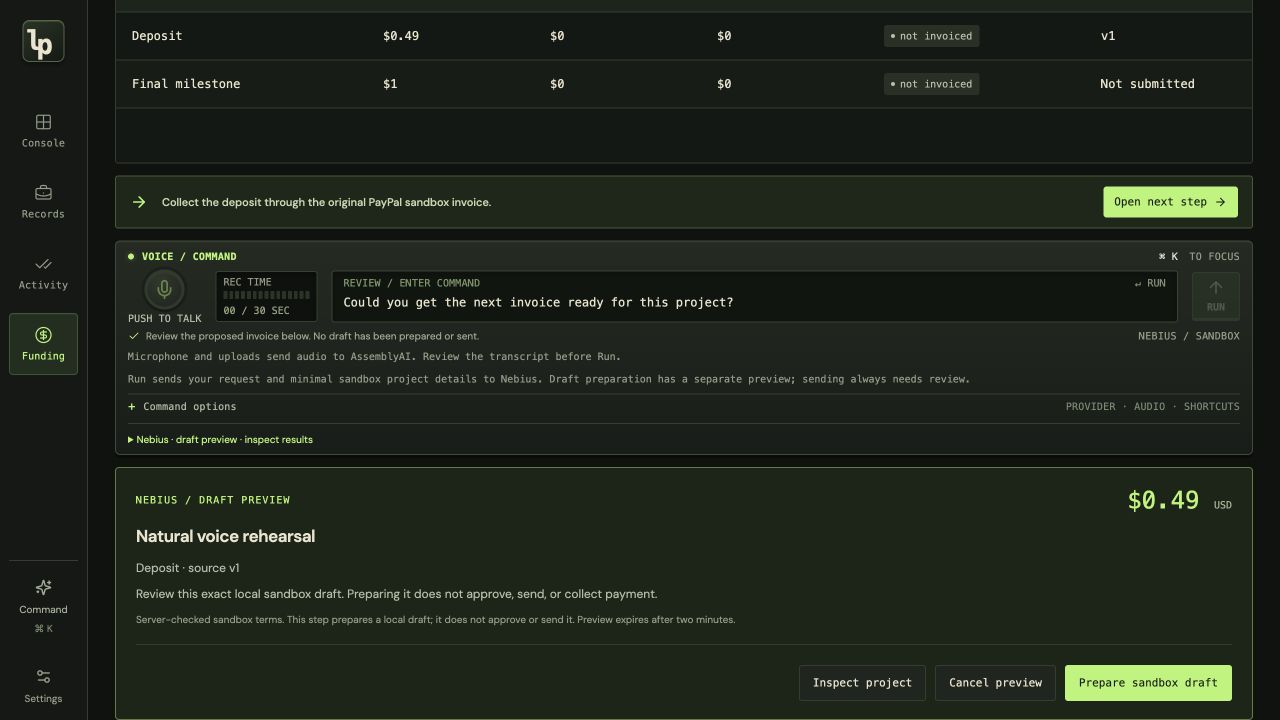 lp
Console
Records
Activity
Funding
Command
⌘ K
Settings
Deposit $0.49 $0 $0 not invoiced v1
Final milestone $1 $0 $0 not invoiced Not submitted
Collect the deposit through the original PayPal sandbox invoice. Open next step →
VOICE / COMMAND ⌘ K TO FOCUS
REC TIME
00 / 30 SEC
PUSH TO TALK
REVIEW / ENTER COMMAND ↵ RUN
Could you get the next invoice ready for this project?
RUN
Review the proposed invoice below. No draft has been prepared or sent. NEBIUS / SANDBOX
Microphone and uploads send audio to AssemblyAI. Review the transcript before Run.
Run sends your request and minimal sandbox project details to Nebius. Draft preparation has a separate preview; sending always needs review.
+ Command options PROVIDER · AUDIO · SHORTCUTS
Nebius · draft preview · inspect results
NEBIUS / DRAFT PREVIEW $0.49 USD
Natural voice rehearsal
Deposit · source v1
Review this exact local sandbox draft. Preparing it does not approve, send, or collect payment.
Server-checked sandbox terms. This step prepares a local draft; it does not approve or send it. Preview expires after two minutes.
Inspect project Cancel preview Prepare sandbox draft